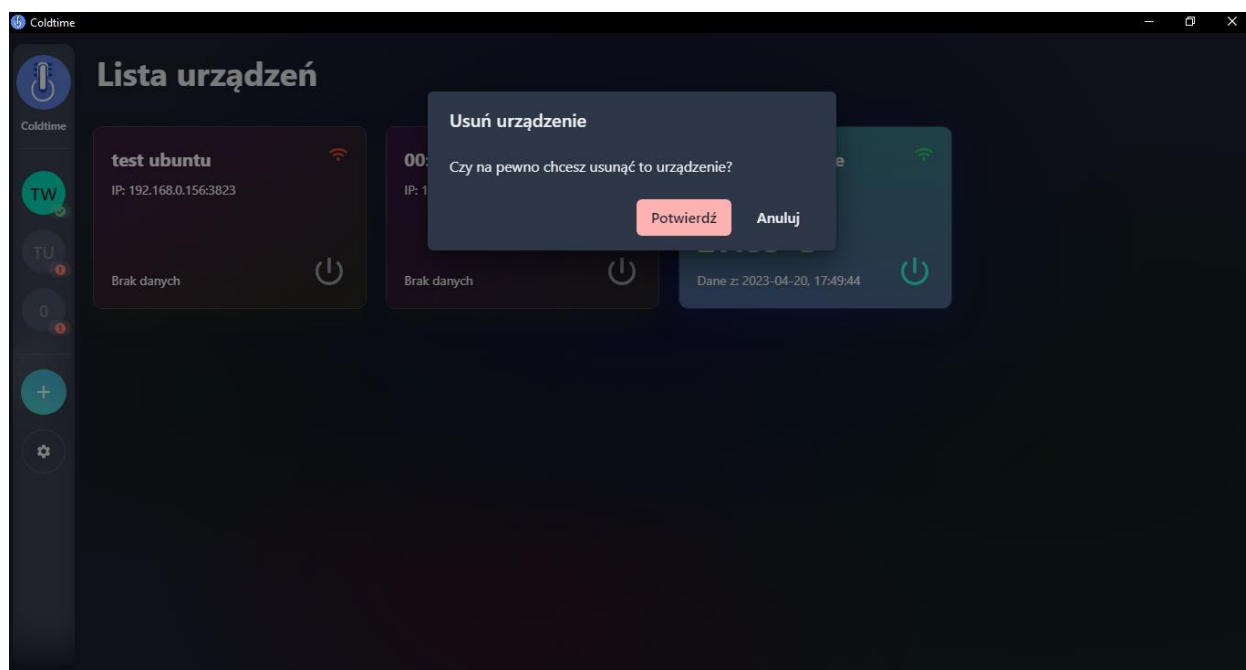 Coldtime
Lista urządzeń
Coldtime
TW
TU
0
+
test ubuntu
IP: 192.168.0.156:3823
Brak danych
00:
IP: 1
Brak danych
e
Dane z: 2023-04-20, 17:49:44
Usuń urządzenie
Czy na pewno chcesz usunąć to urządzenie?
Potwierdź
Anuluj